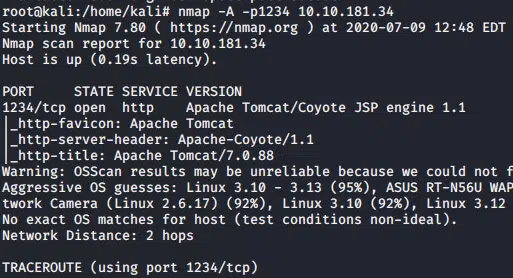 root@kali:/home/kali# nmap -A -p1234 10.10.181.34
Starting Nmap 7.80 ( https://nmap.org ) at 2020-07-09 12:48 EDT
Nmap scan report for 10.10.181.34
Host is up (0.19s latency).
PORT     STATE SERVICE VERSION
1234/tcp open  http    Apache Tomcat/Coyote JSP engine 1.1
|_http-favicon: Apache Tomcat
|_http-server-header: Apache-Coyote/1.1
|_http-title: Apache Tomcat/7.0.88
Warning: OSScan results may be unreliable because we could not f
Aggressive OS guesses: Linux 3.10 - 3.13 (95%), ASUS RT-N56U WAP
twork Camera (Linux 2.6.17) (92%), Linux 3.10 (92%), Linux 3.12
No exact OS matches for host (test conditions non-ideal).
Network Distance: 2 hops
TRACEROUTE (using port 1234/tcp)